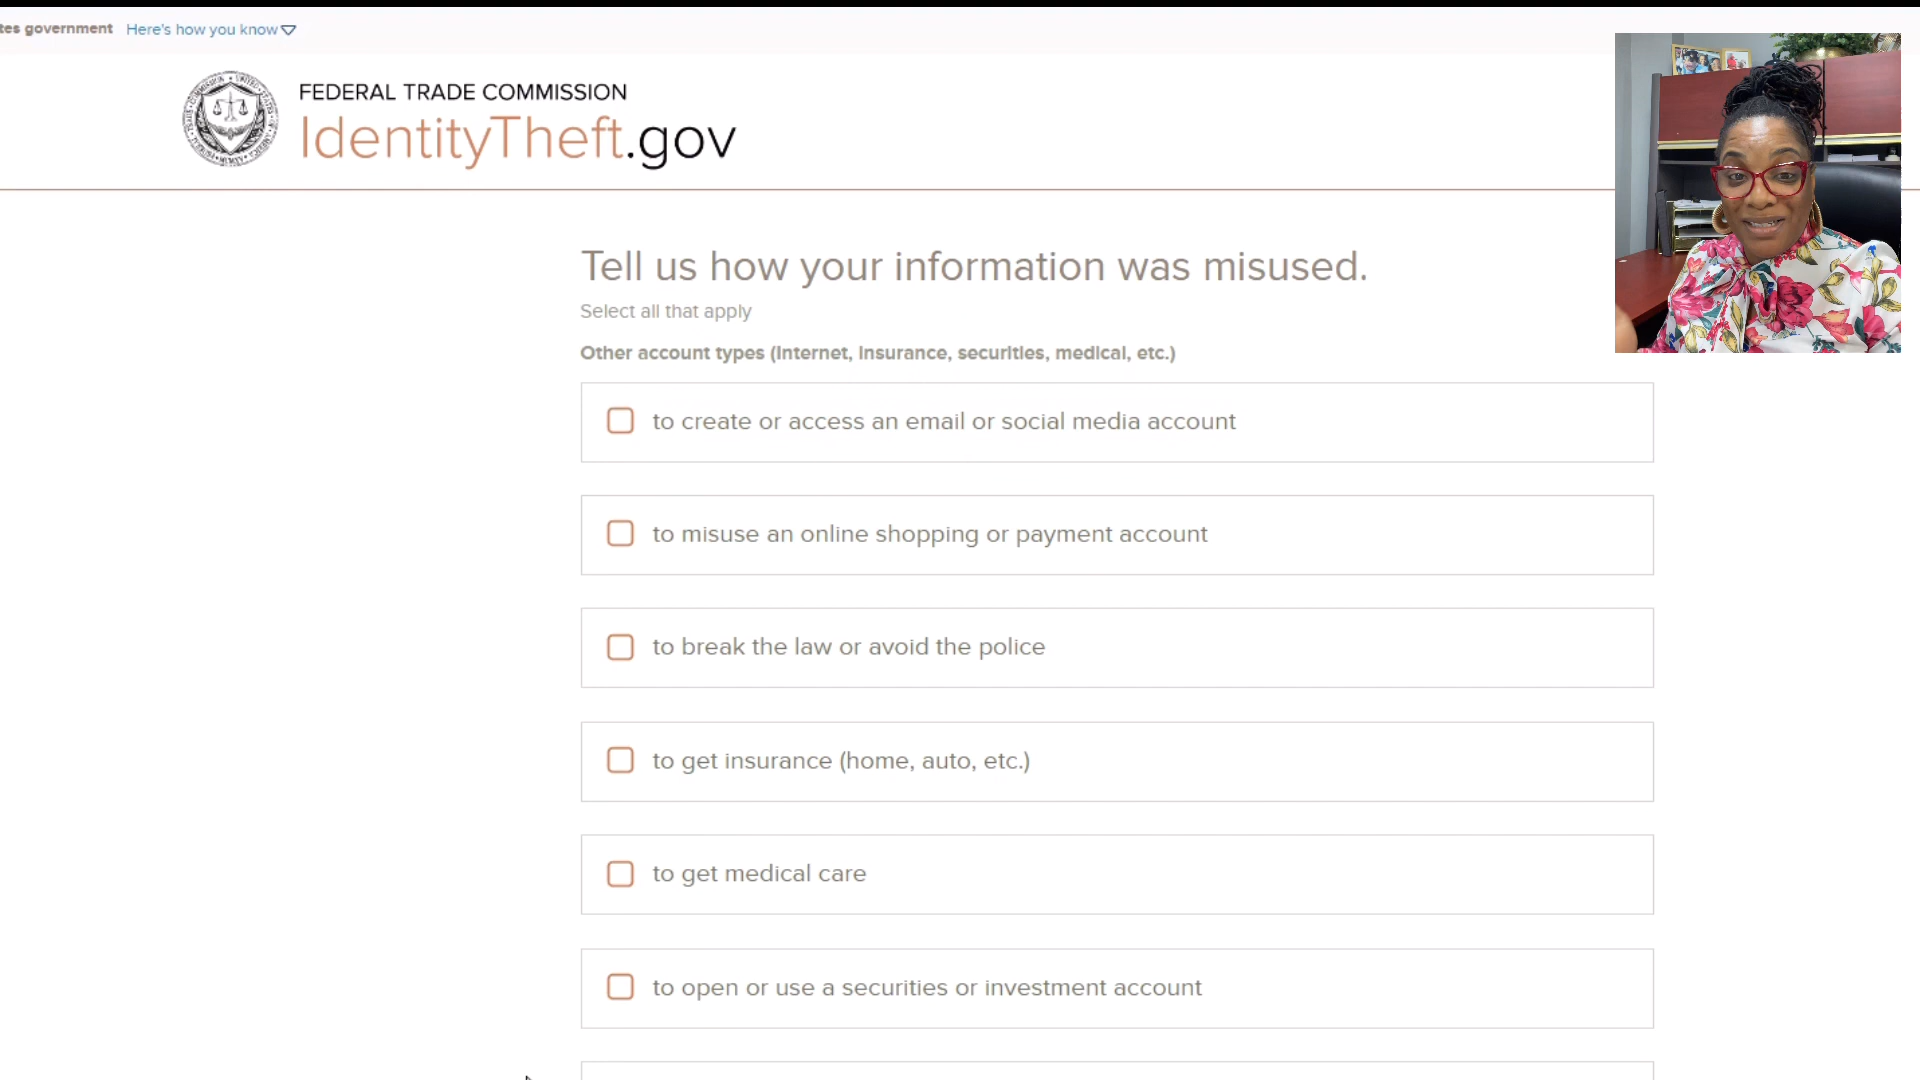 tes government Here's how you know
FEDERAL TRADE COMMISSION
IdentityTheft.gov
Tell us how your information was misused.
Select all that apply
Other account types (Internet, insurance, securities, medical, etc.)
to create or access an email or social media account
to misuse an online shopping or payment account
to break the law or avoid the police
to get insurance (home, auto, etc.)
to get medical care
to open or use a securities or investment account